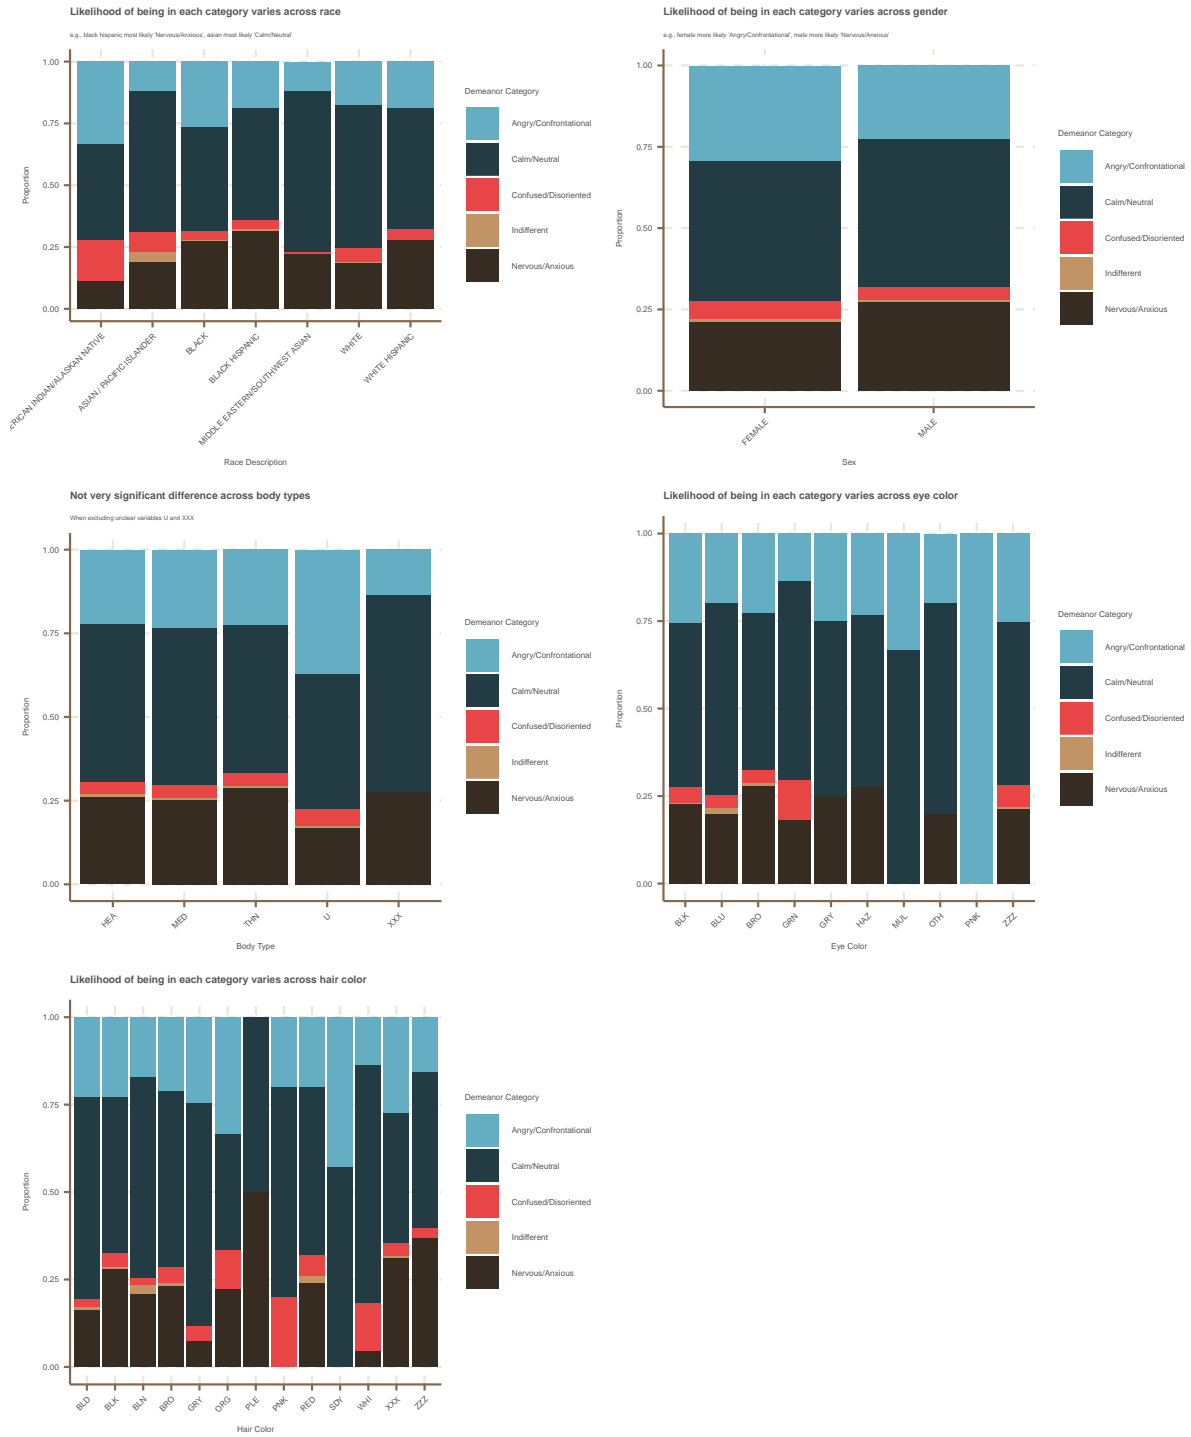 Likelihood of being in each category varies across race
e.g., black hispanic most likely 'Nervous/Anxious', asian most likely 'Calm/Neutral'
1.00
0.75
0.50
0.25
0.00
Proportion
ERICAN INDIAN/ALASKAN NATIVE
ASIAN / PACIFIC ISLANDER
BLACK
BLACK HISPANIC
MIDDLE EASTERN/SOUTHWEST ASIAN
WHITE
WHITE HISPANIC
Race Description
Demeanor Category
Angry/Confrontational
Calm/Neutral
Confused/Disoriented
Indifferent
Nervous/Anxious
Likelihood of being in each category varies across gender
e.g., female more likely 'Angry/Confrontational', male more likely 'Nervous/Anxious'
1.00
0.75
0.50
0.25
0.00
Proportion
FEMALE
MALE
Sex
Demeanor Category
Angry/Confrontational
Calm/Neutral
Confused/Disoriented
Indifferent
Nervous/Anxious
Not very significant difference across body types
When excluding unclear variables U and XXX
1.00
0.75
0.50
0.25
0.00
Proportion
HEA
MED
THN
U
XXX
Body Type
Demeanor Category
Angry/Confrontational
Calm/Neutral
Confused/Disoriented
Indifferent
Nervous/Anxious
Likelihood of being in each category varies across eye color
1.00
0.75
0.50
0.25
0.00
Proportion
BLK
BLU
BRO
GRN
GRY
HAZ
MUL
OTH
PNK
ZZZ
Eye Color
Demeanor Category
Angry/Confrontational
Calm/Neutral
Confused/Disoriented
Indifferent
Nervous/Anxious
Likelihood of being in each category varies across hair color
1.00
0.75
0.50
0.25
0.00
Proportion
BLD
BLK
BLN
BRO
GRY
ORG
PLE
PNK
RED
SDY
WHI
XXX
ZZZ
Hair Color
Demeanor Category
Angry/Confrontational
Calm/Neutral
Confused/Disoriented
Indifferent
Nervous/Anxious